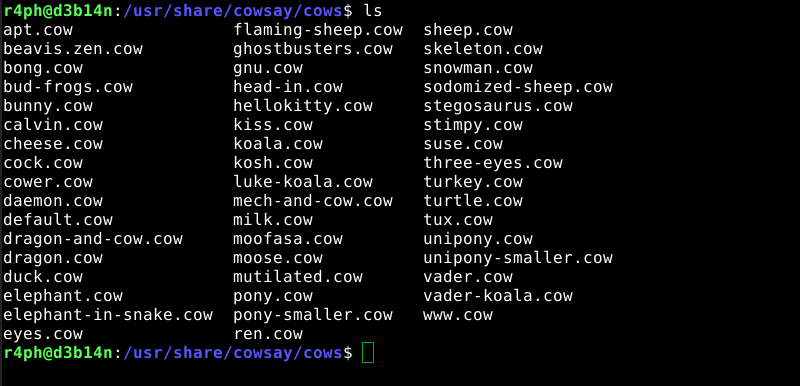 r4ph@d3b14n:/usr/share/cowsay/cows$ ls
apt.cow flaming-sheep.cow sheep.cow
beavis.zen.cow ghostbusters.cow skeleton.cow
bong.cow gnu.cow snowman.cow
bud-frogs.cow head-in.cow sodomized-sheep.cow
bunny.cow hellokitty.cow stegosaurus.cow
calvin.cow kiss.cow stimpy.cow
cheese.cow koala.cow suse.cow
cock.cow kosh.cow three-eyes.cow
cower.cow luke-koala.cow turkey.cow
daemon.cow mech-and-cow.cow turtle.cow
default.cow milk.cow tux.cow
dragon-and-cow.cow moofasa.cow unipony.cow
dragon.cow moose.cow unipony-smaller.cow
duck.cow mutilated.cow vader.cow
elephant.cow pony.cow vader-koala.cow
elephant-in-snake.cow pony-smaller.cow www.cow
eyes.cow ren.cow
r4ph@d3b14n:/usr/share/cowsay/cows$